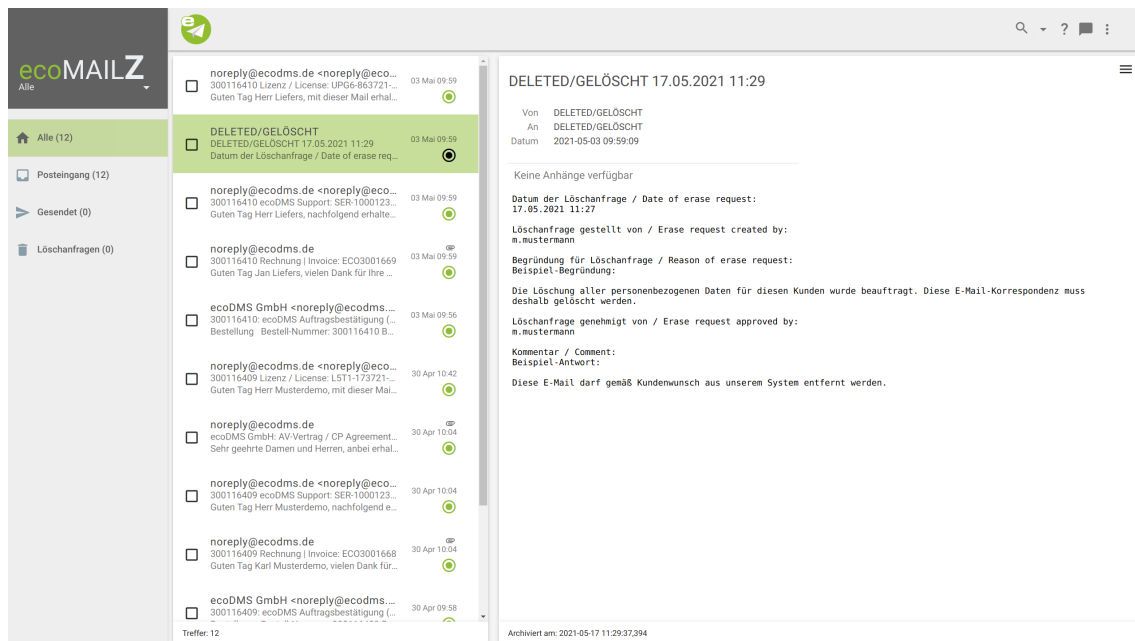 ecoMAILZ
Alle
Alle (12)
Posteingang (12)
Gesendet (0)
Löschanfragen (0)
e
?
noreply@ecodms.de <noreply@eco...
03 Mai 09:59
300116410 Lizenz / License: UPG6-863721-...
Guten Tag Herr Liefers, mit dieser Mail erhal...
DELETED/GELÖSCHT
03 Mai 09:59
DELETED/GELÖSCHT 17.05.2021 11:29
Datum der Löschanfrage / Date of erase req...
noreply@ecodms.de <noreply@eco...
03 Mai 09:59
300116410 ecoDMS Support: SER-1000123...
Guten Tag Herr Liefers, nachfolgend erhalte...
noreply@ecodms.de
03 Mai 09:59
300116410 Rechnung | Invoice: ECO3001669
Guten Tag Jan Liefers, vielen Dank für Ihre ...
ecoDMS GmbH <noreply@ecodms....
03 Mai 09:56
300116410: ecoDMS Auftragsbestätigung (...
Bestellung Bestell-Nummer: 300116410 B...
noreply@ecodms.de <noreply@eco...
30 Apr 10:42
300116409 Lizenz / License: L5T1-173721-...
Guten Tag Herr Musterdemo, mit dieser Mai...
noreply@ecodms.de
30 Apr 10:04
ecoDMS GmbH: AV-Vertrag / CP Agreement...
Sehr geehrte Damen und Herren, anbei erhal...
noreply@ecodms.de <noreply@eco...
30 Apr 10:04
300116409 ecoDMS Support: SER-1000123...
Guten Tag Herr Musterdemo, nachfolgend e...
noreply@ecodms.de
30 Apr 10:04
300116409 Rechnung | Invoice: ECO3001668
Guten Tag Karl Musterdemo, vielen Dank für...
ecoDMS GmbH <noreply@ecodms....
30 Apr 09:58
300116409: ecoDMS Auftragsbestätigung (...
Treffer: 12
DELETED/GELÖSCHT 17.05.2021 11:29
Von DELETED/GELÖSCHT
An DELETED/GELÖSCHT
Datum 2021-05-03 09:59:09
Keine Anhänge verfügbar
Datum der Löschanfrage / Date of erase request:
17.05.2021 11:27
Löschanfrage gestellt von / Erase request created by:
m.mustermann
Begründung für Löschanfrage / Reason of erase request:
Beispiel-Begründung:
Die Löschung aller personenbezogenen Daten für diesen Kunden wurde beauftragt. Diese E-Mail-Korrespondenz muss
deshalb gelöscht werden.
Löschanfrage genehmigt von / Erase request approved by:
m.mustermann
Kommentar / Comment:
Beispiel-Antwort:
Diese E-Mail darf gemäß Kundenwunsch aus unserem System entfernt werden.
Archiviert am: 2021-05-17 11:29:37,394